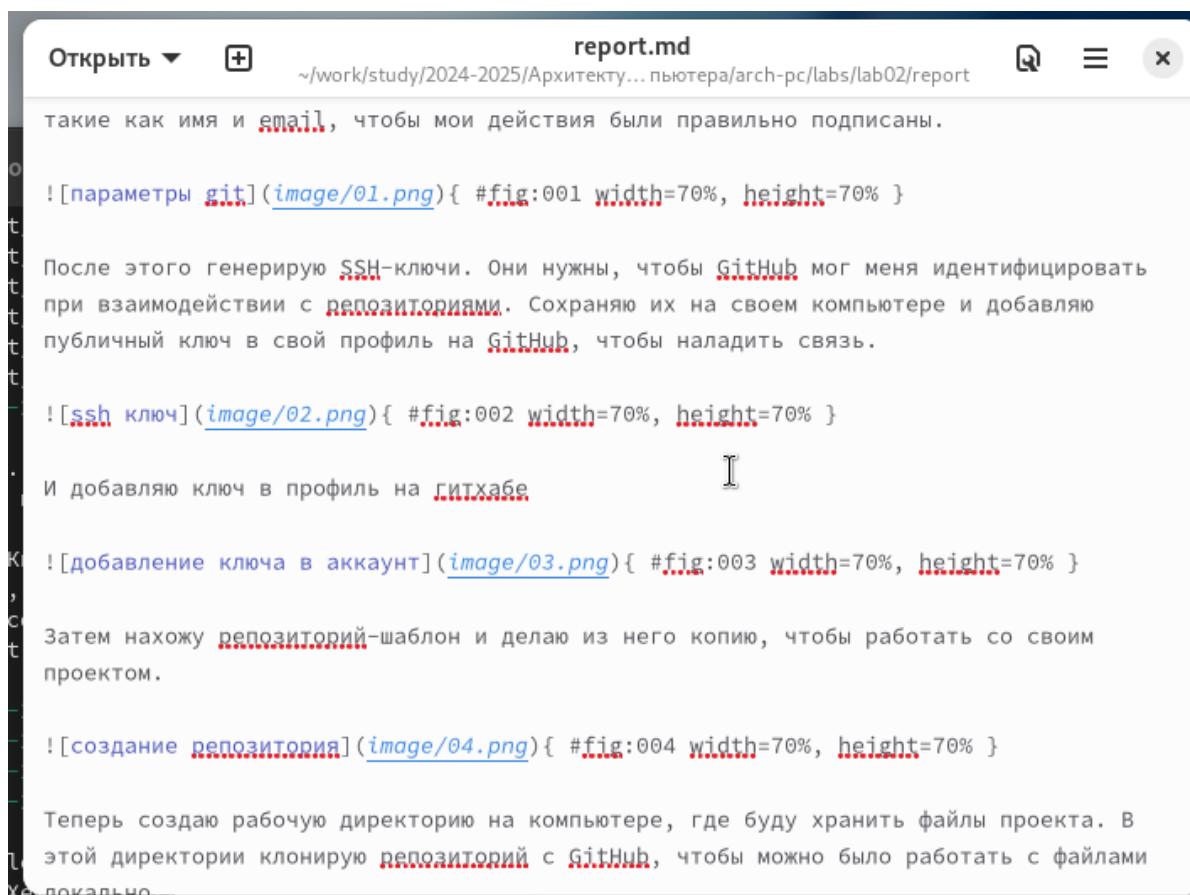 Открыть
report.md
~/work/study/2024-2025/Архитекту... пьютера/arch-pc/labs/lab02/report
такие как имя и email, чтобы мои действия были правильно подписаны.
![параметры git](image/01.png){ #fig:001 width=70%, height=70% }
После этого генерирую SSH-ключи. Они нужны, чтобы GitHub мог меня идентифицировать
при взаимодействии с репозиториями. Сохраняю их на своем компьютере и добавляю
публичный ключ в свой профиль на GitHub, чтобы наладить связь.
![ssh ключ](image/02.png){ #fig:002 width=70%, height=70% }
И добавляю ключ в профиль на гитхабе
![добавление ключа в аккаунт](image/03.png){ #fig:003 width=70%, height=70% }
Затем нахожу репозиторий-шаблон и делаю из него копию, чтобы работать со своим
проектом.
![создание репозитория](image/04.png){ #fig:004 width=70%, height=70% }
Теперь создаю рабочую директорию на компьютере, где буду хранить файлы проекта. В
этой директории клонирую репозиторий с GitHub, чтобы можно было работать с файлами
локально.